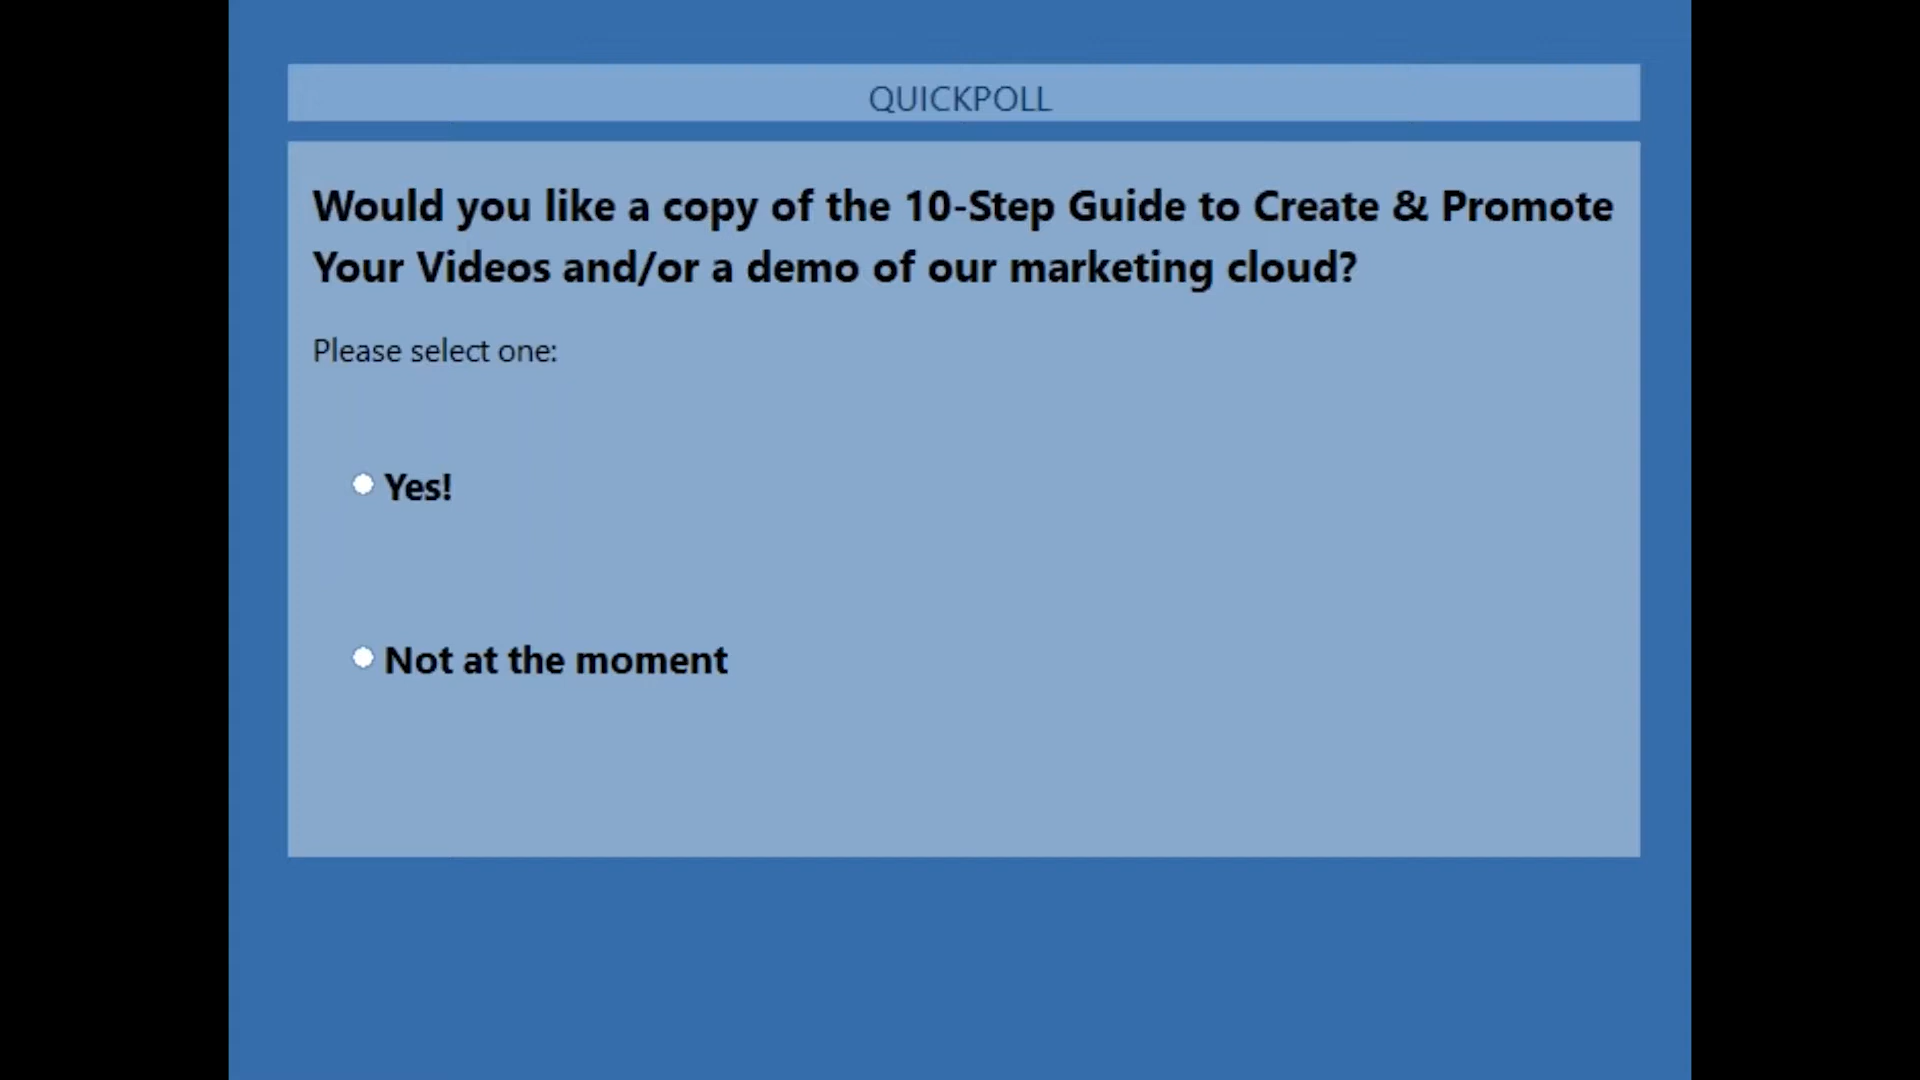 QUICKPOLL
Would you like a copy of the 10-Step Guide to Create & Promote
Your Videos and/or a demo of our marketing cloud?
Please select one:
Yes!
Not at the moment